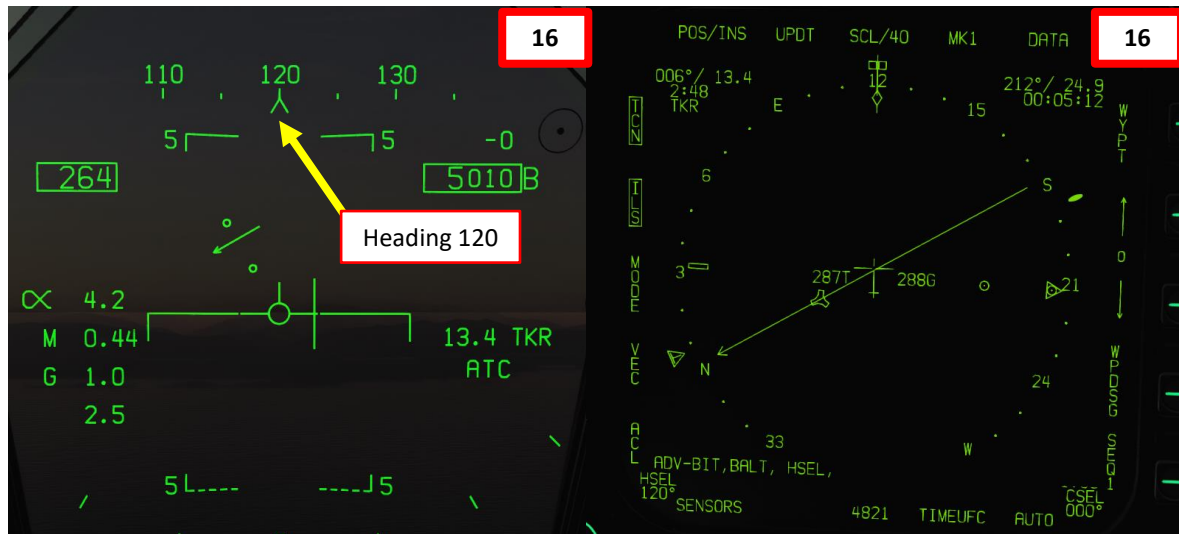 16
110 120 130
5 5 -0
264 5010 B
Heading 120
α 4.2
M 0.44
G 1.0
2.5
13.4 TKR
ATC
5 5
16
POS/INS UPDT SCL/40 MK1 DATA
006°/ 13.4
2:48
TKR
212°/ 24.9
00:05:12
12
E 15
6 S
3 21
287T 288G
N 24
33 W
TCN
ILS
MODE
VEC
ACL
WYPT
0
WPDSG
SEQ 1
ADV-BIT,BALT, HSEL,
HSEL
120°
SENSORS 4821 TIMEUFC AUTO
CSEL
000°